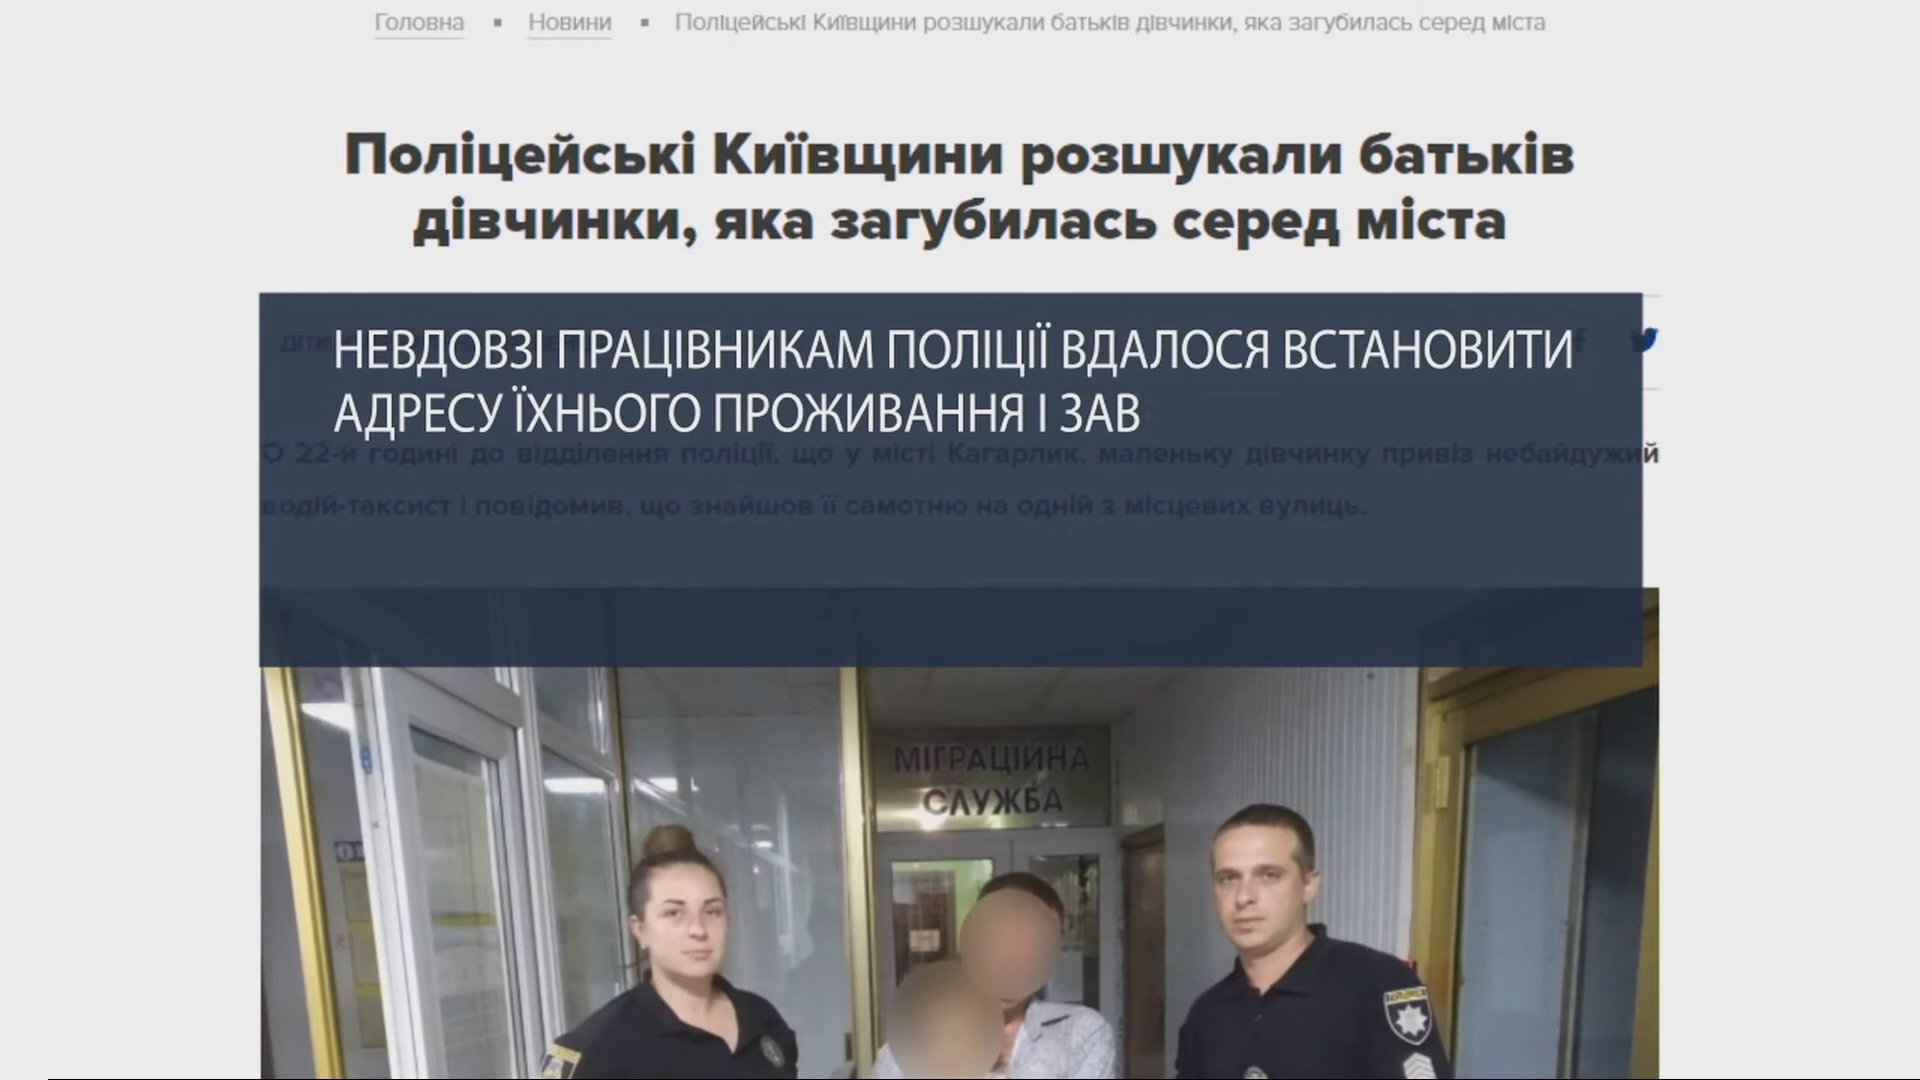 Головна ▪ Новини ▪ Поліцейські Київщини розшукали батьків дівчинки, яка загубилась серед міста
Поліцейські Київщини розшукали батьків
дівчинки, яка загубилась серед міста
НЕВДОВЗІ ПРАЦІВНИКАМ ПОЛІЦІЇ ВДАЛОСЯ ВСТАНОВИТИ
АДРЕСУ ЇХНЬОГО ПРОЖИВАННЯ І ЗАВ
О 22-й годині до відділення поліції, що у місті Кагарлик, маленьку дівчинку привіз небайдужий
водій-таксист і повідомив, що знайшов її самотню на одній з місцевих вулиць.
МІГРАЦІЙНА
СЛУЖБА